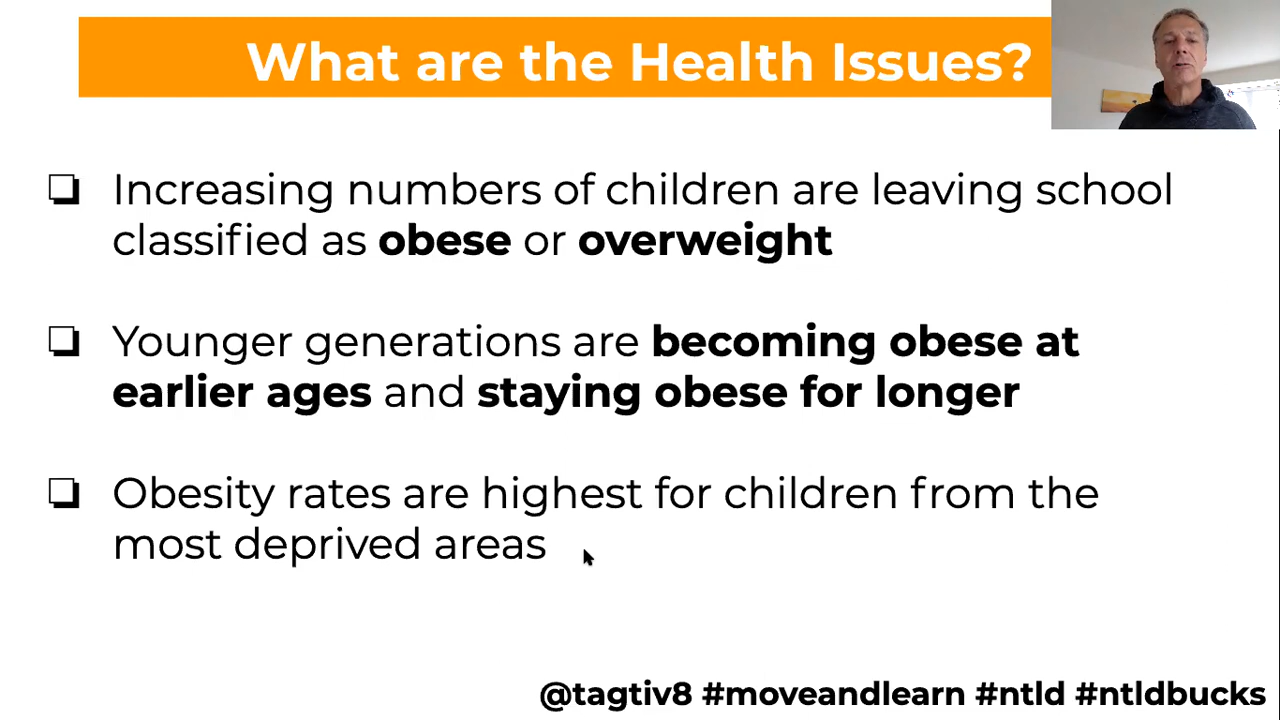 What are the Health Issues?
Increasing numbers of children are leaving school
classified as obese or overweight
Younger generations are becoming obese at
earlier ages and staying obese for longer
Obesity rates are highest for children from the
most deprived areas
@tagtiv8 #moveandlearn #ntld #ntldbucks